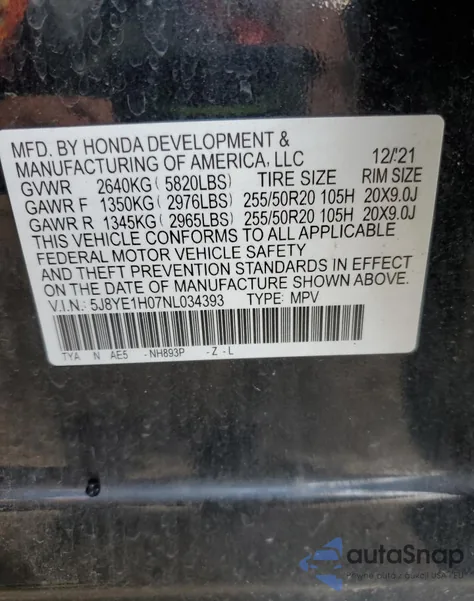 MFD. BY HONDA DEVELOPMENT &
MANUFACTURING OF AMERICA, LLC 12/'21
GVWR 2640KG (5820LBS) TIRE SIZE RIM SIZE
GAWR F 1350KG (2976LBS) 255/50R20 105H 20X9.0J
GAWR R 1345KG (2965LBS) 255/50R20 105H 20X9.0J
THIS VEHICLE CONFORMS TO ALL APPLICABLE
FEDERAL MOTOR VEHICLE SAFETY
AND THEFT PREVENTION STANDARDS IN EFFECT
ON THE DATE OF MANUFACTURE SHOWN ABOVE.
V.I.N.: 5J8YE1H07NL034393 TYPE: MPV
TYA N AE5 -NH893P -Z-L
autoSnap